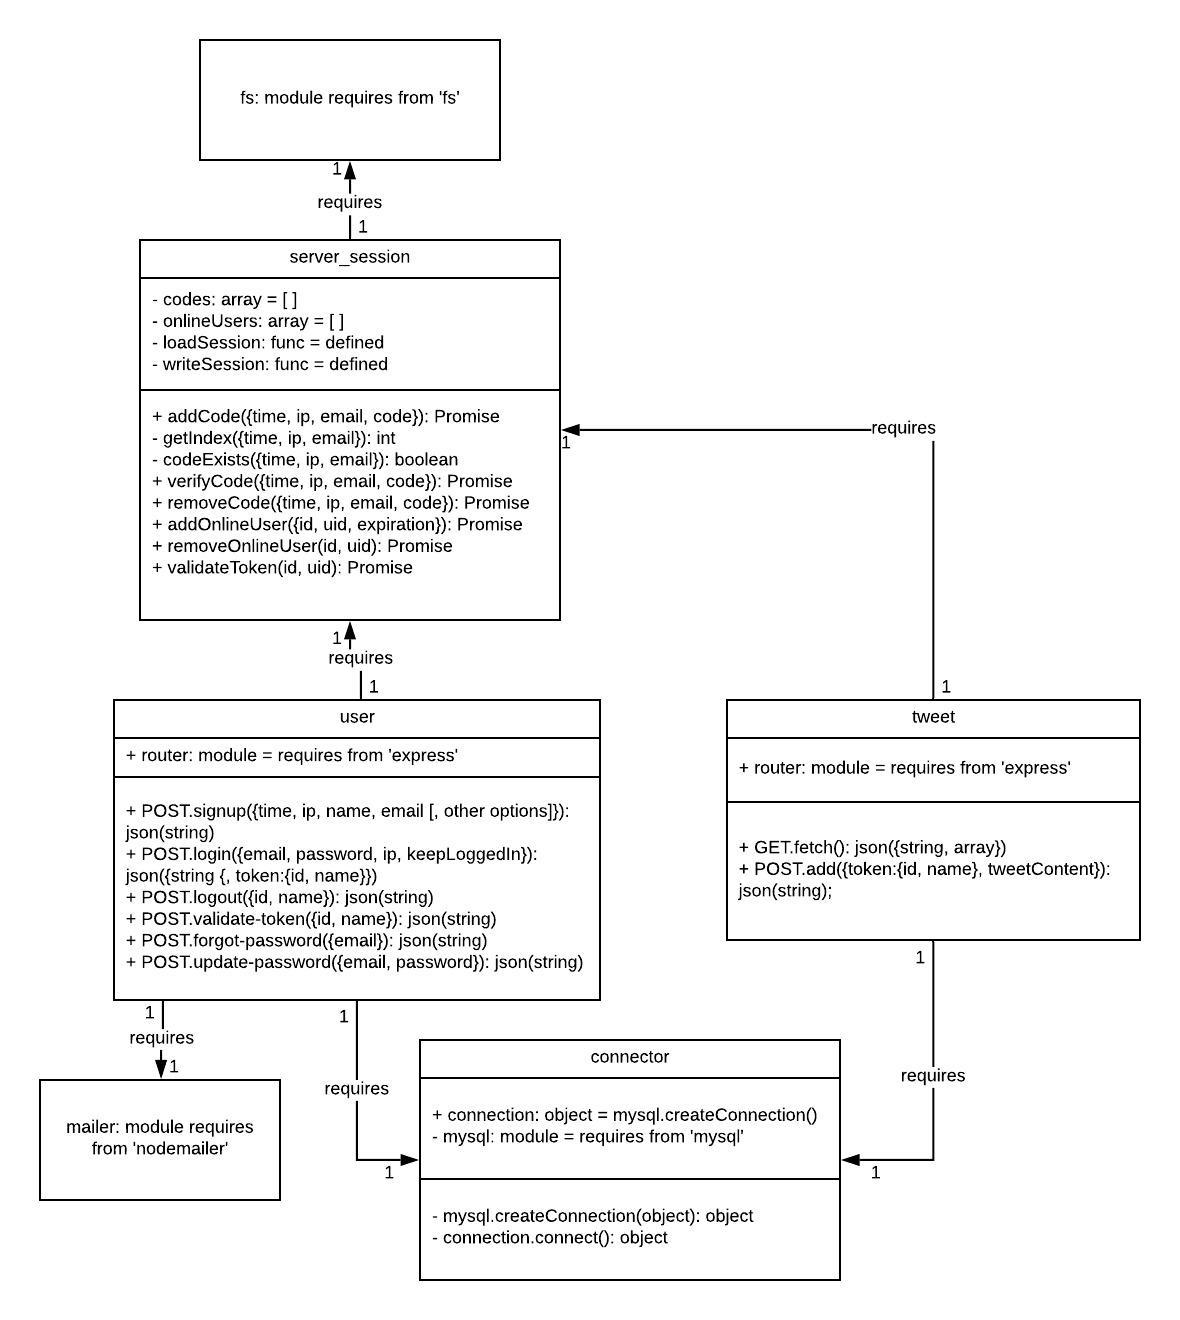 fs: module requires from 'fs'
1
requires
1
server_session
- codes: array = [ ]
- onlineUsers: array = [ ]
- loadSession: func = defined
- writeSession: func = defined
+ addCode({time, ip, email, code}): Promise
- getIndex({time, ip, email}): int
- codeExists({time, ip, email}): boolean
+ verifyCode({time, ip, email, code}): Promise
+ removeCode({time, ip, email, code}): Promise
+ addOnlineUser({id, uid, expiration}): Promise
+ removeOnlineUser(id, uid): Promise
+ validateToken(id, uid): Promise
requires
1
1
requires
1
1
user
+ router: module = requires from 'express'
+ POST.signup({time, ip, name, email [, other options]}):
json(string)
+ POST.login({email, password, ip, keepLoggedIn}):
json({string {, token:{id, name}})
+ POST.logout({id, name}): json(string)
+ POST.validate-token({id, name}): json(string)
+ POST.forgot-password({email}): json(string)
+ POST.update-password({email, password}): json(string)
tweet
+ router: module = requires from 'express'
+ GET.fetch(): json({string, array})
+ POST.add({token:{id, name}, tweetContent}):
json(string);
1
requires
1
mailer: module requires
from 'nodemailer'
1
requires
1
1
requires
1
connector
+ connection: object = mysql.createConnection()
- mysql: module = requires from 'mysql'
- mysql.createConnection(object): object
- connection.connect(): object